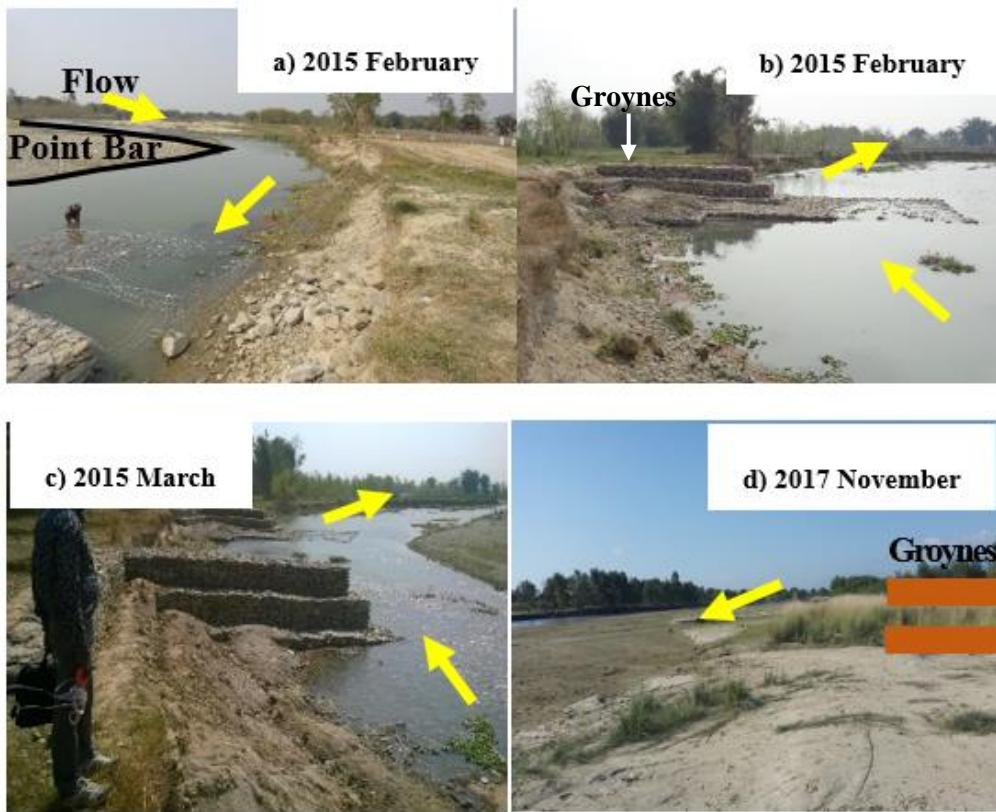 a) 2015 February
Flow
Point Bar
b) 2015 February
Groynes
c) 2015 March
d) 2017 November
Groynes